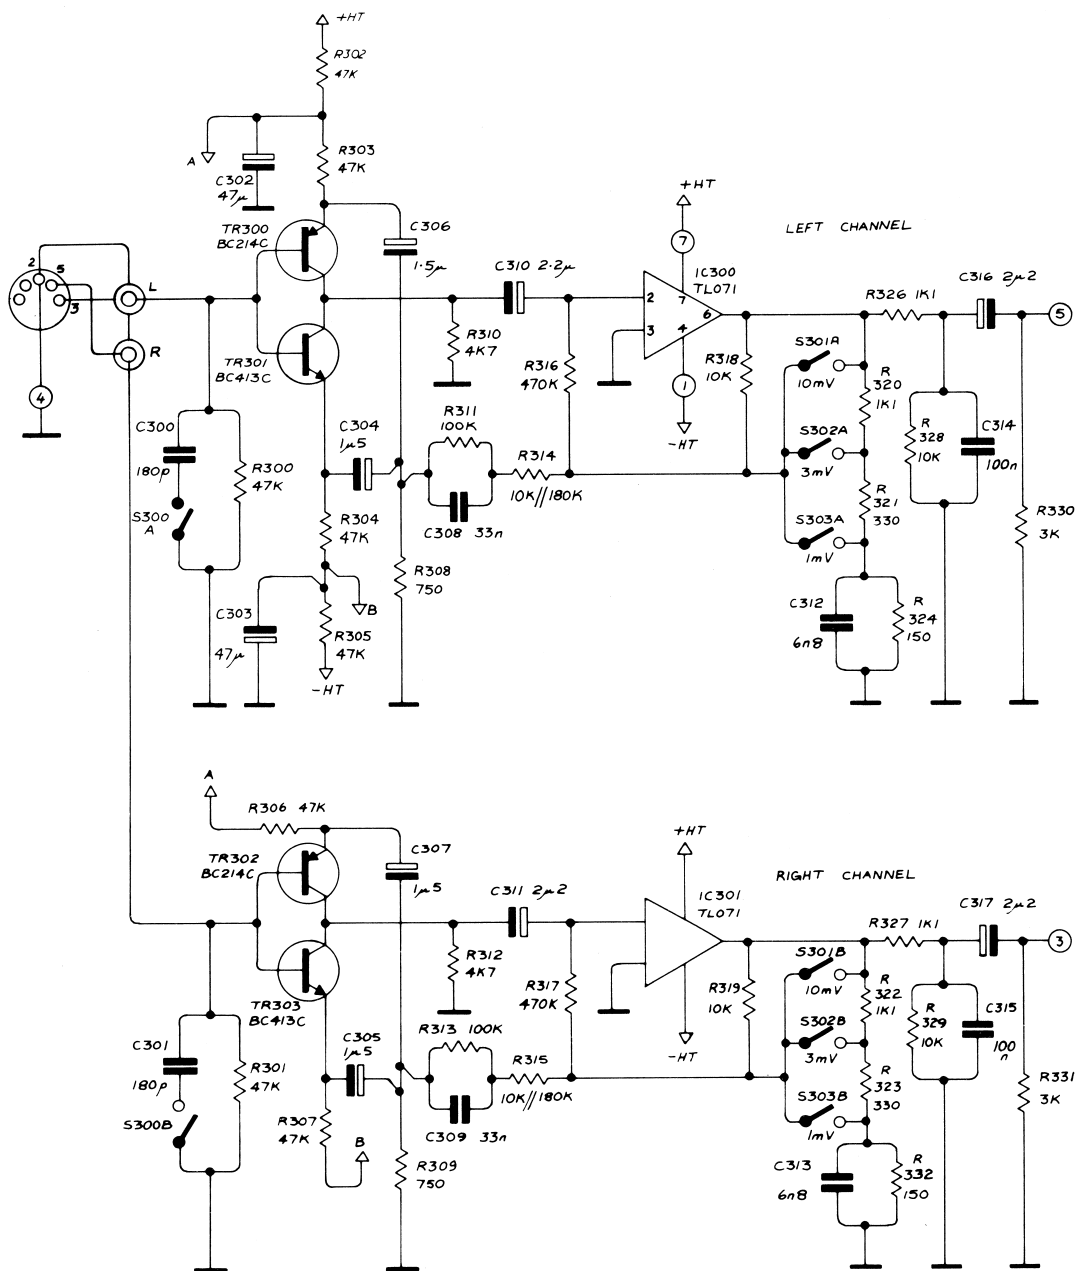 +HT
R302
47K
A
C302
47µ
R303
47K
TR300
BC214C
C306
1·5µ
C310 2·2µ
+HT
7
IC300
TL071
2
7
3
4
6
1
-HT
LEFT CHANNEL
R326 1K1
C316 2µ2
5
2
5
3
L
R
4
TR301
BC413C
R310
4K7
R316
470K
R318
10K
S301A
10mV
R
320
1K1
S302A
3mV
R
321
330
S303A
1mV
R
328
10K
C314
100n
R330
3K
C300
180p
S300
A
R300
47K
C304
1µ5
R311
100K
R314
10K//180K
C308 33n
R304
47K
R308
750
C303
47µ
B
R305
47K
-HT
C312
6n8
R
324
150
A
R306 47K
TR302
BC214C
C307
1µ5
C311 2µ2
+HT
IC301
TL071
-HT
RIGHT CHANNEL
R327 1K1
C317 2µ2
3
TR303
BC413C
R312
4K7
R317
470K
R319
10K
S301B
10mV
R
322
1K1
S302B
3mV
R
323
330
S303B
1mV
R
329
10K
C315
100
n
R331
3K
C301
180p
S300B
R301
47K
C305
1µ5
R313 100K
R315
10K//180K
C309 33n
R307
47K
B
R309
750
C313
6n8
R
332
150